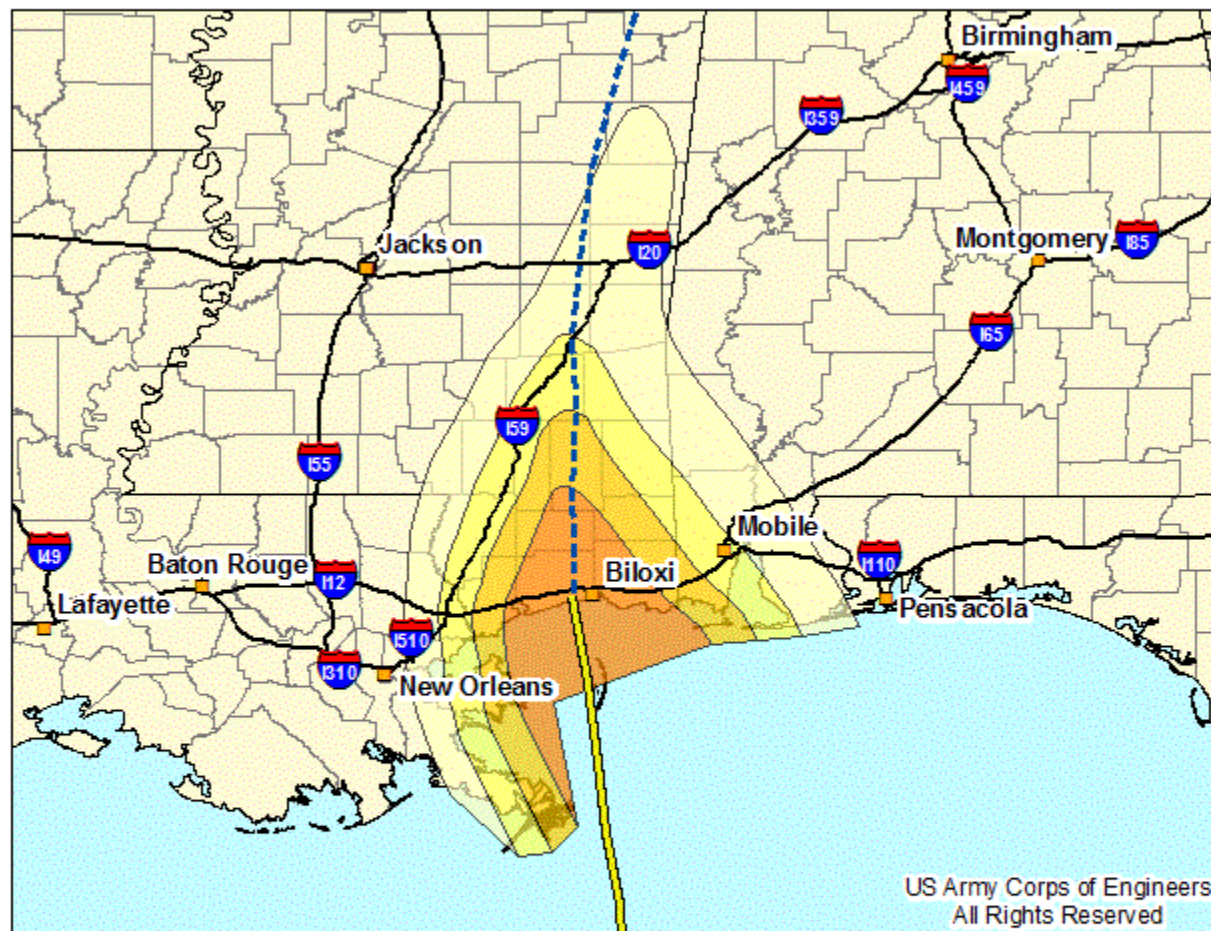 Birmingham
I459
I359
Jackson
I20
Montgomery
I85
I65
I59
I55
Mobile
I49
Baton Rouge
I12
Biloxi
I110
Lafayette
Pensacola
I510
I310
New Orleans
US Army Corps of Engineers
All Rights Reserved